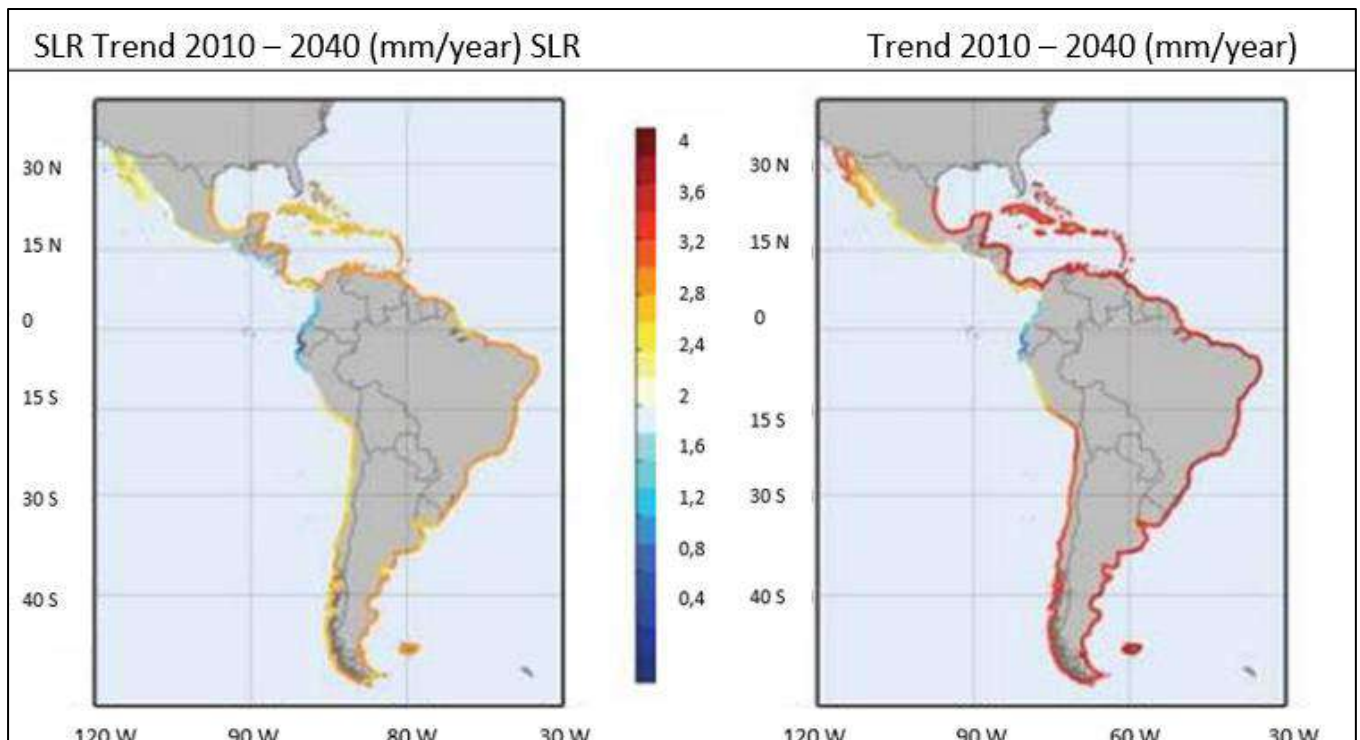 SLR Trend 2010 – 2040 (mm/year) SLR
Trend 2010 – 2040 (mm/year)
30 N
15 N
0
15 S
30 S
40 S
120 W
90 W
80 W
30 W
4
3,6
3,2
2,8
2,4
2
1,6
1,2
0,8
0,4
30 N
15 N
0
15 S
30 S
40 S
120 W
90 W
60 W
30 W